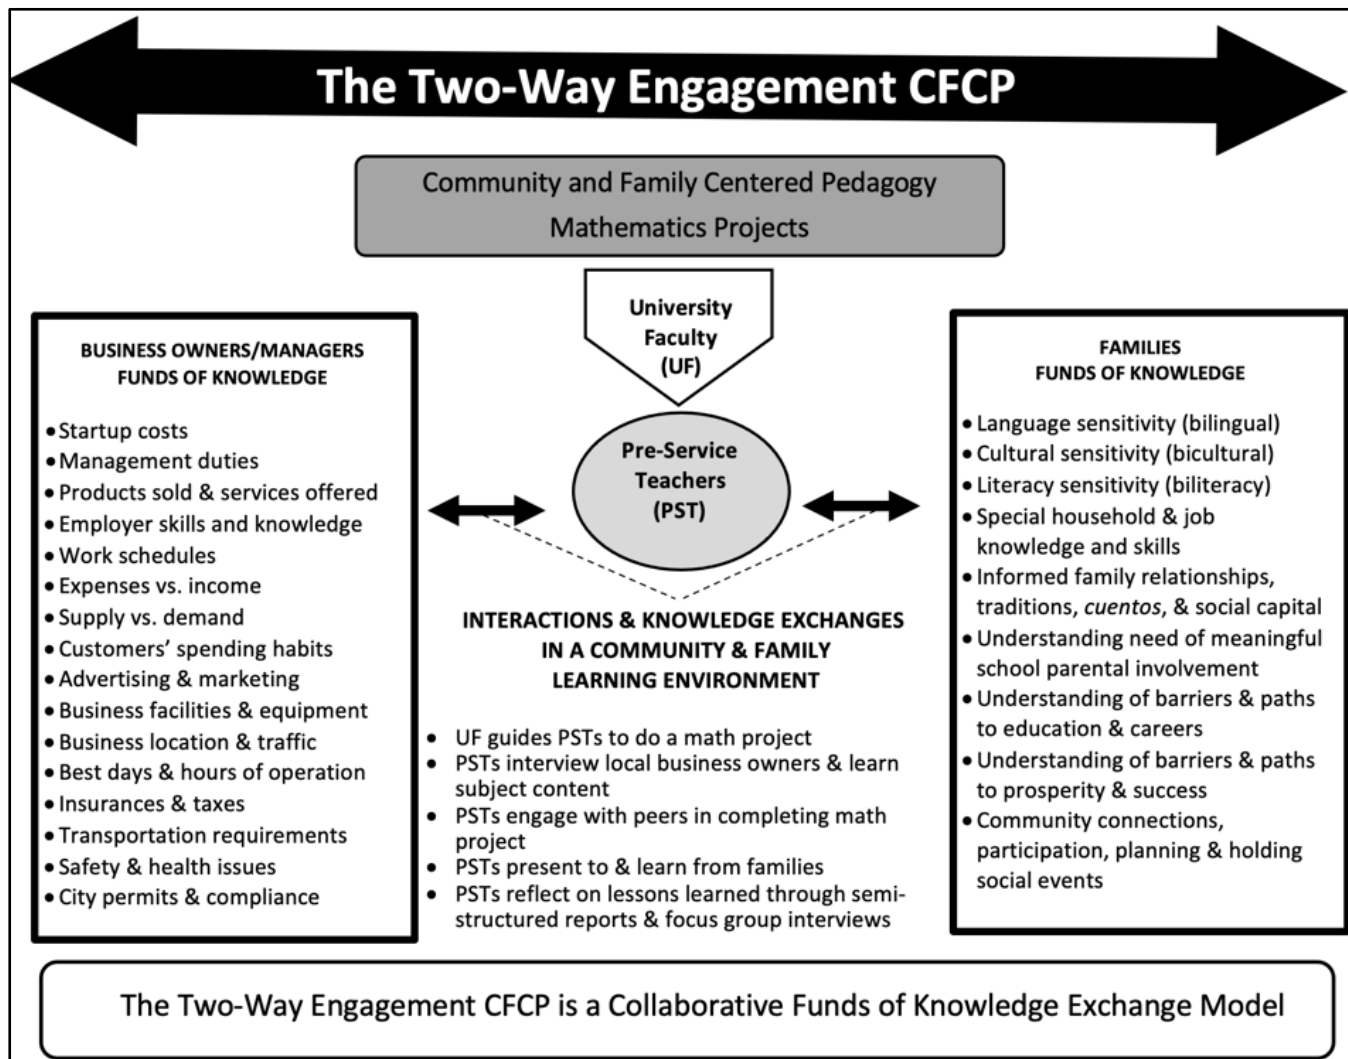 The Two-Way Engagement CFCP
Community and Family Centered Pedagogy
Mathematics Projects
University
Faculty
(UF)
Pre-Service
Teachers
(PST)
BUSINESS OWNERS/MANAGERS
FUNDS OF KNOWLEDGE
• Startup costs
• Management duties
• Products sold & services offered
• Employer skills and knowledge
• Work schedules
• Expenses vs. income
• Supply vs. demand
• Customers’ spending habits
• Advertising & marketing
• Business facilities & equipment
• Business location & traffic
• Best days & hours of operation
• Insurances & taxes
• Transportation requirements
• Safety & health issues
• City permits & compliance
INTERACTIONS & KNOWLEDGE EXCHANGES
IN A COMMUNITY & FAMILY
LEARNING ENVIRONMENT
• UF guides PSTs to do a math project
• PSTs interview local business owners & learn
subject content
• PSTs engage with peers in completing math
project
• PSTs present to & learn from families
• PSTs reflect on lessons learned through semi-
structured reports & focus group interviews
FAMILIES
FUNDS OF KNOWLEDGE
• Language sensitivity (bilingual)
• Cultural sensitivity (bicultural)
• Literacy sensitivity (biliteracy)
• Special household & job
knowledge and skills
• Informed family relationships,
traditions, cuentos, & social capital
• Understanding need of meaningful
school parental involvement
• Understanding of barriers & paths
to education & careers
• Understanding of barriers & paths
to prosperity & success
• Community connections,
participation, planning & holding
social events
The Two-Way Engagement CFCP is a Collaborative Funds of Knowledge Exchange Model